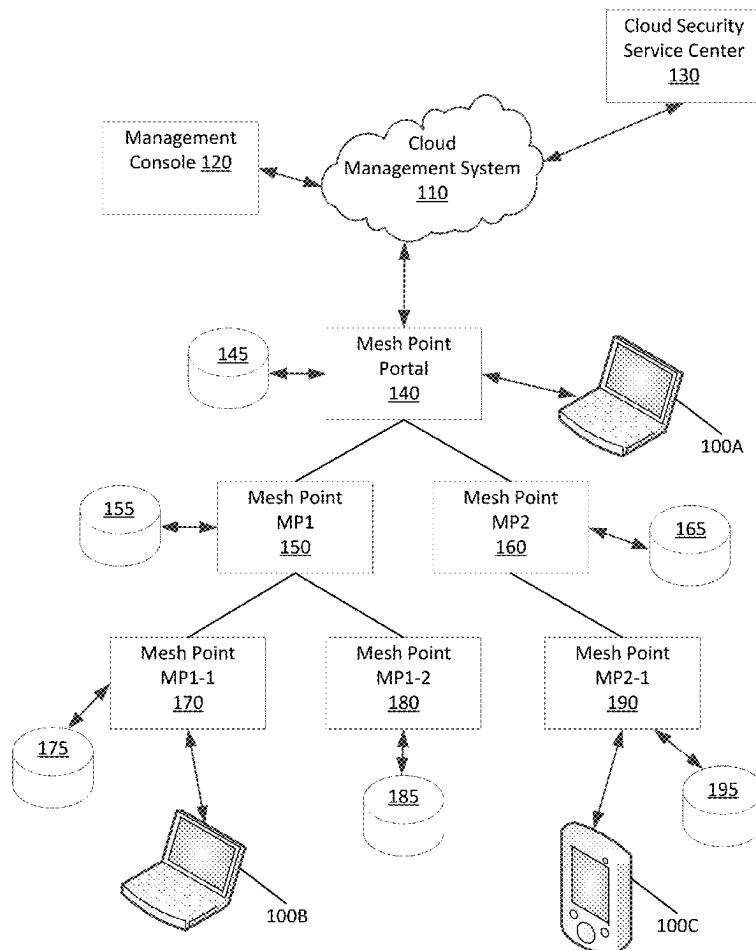 Cloud Security
Service Center
130
Management
Console 120
Cloud
Management System
110
145
Mesh Point
Portal
140
100A
155
Mesh Point
MP1
150
Mesh Point
MP2
160
165
Mesh Point
MP1-1
170
Mesh Point
MP1-2
180
Mesh Point
MP2-1
190
175
185
195
100B
100C